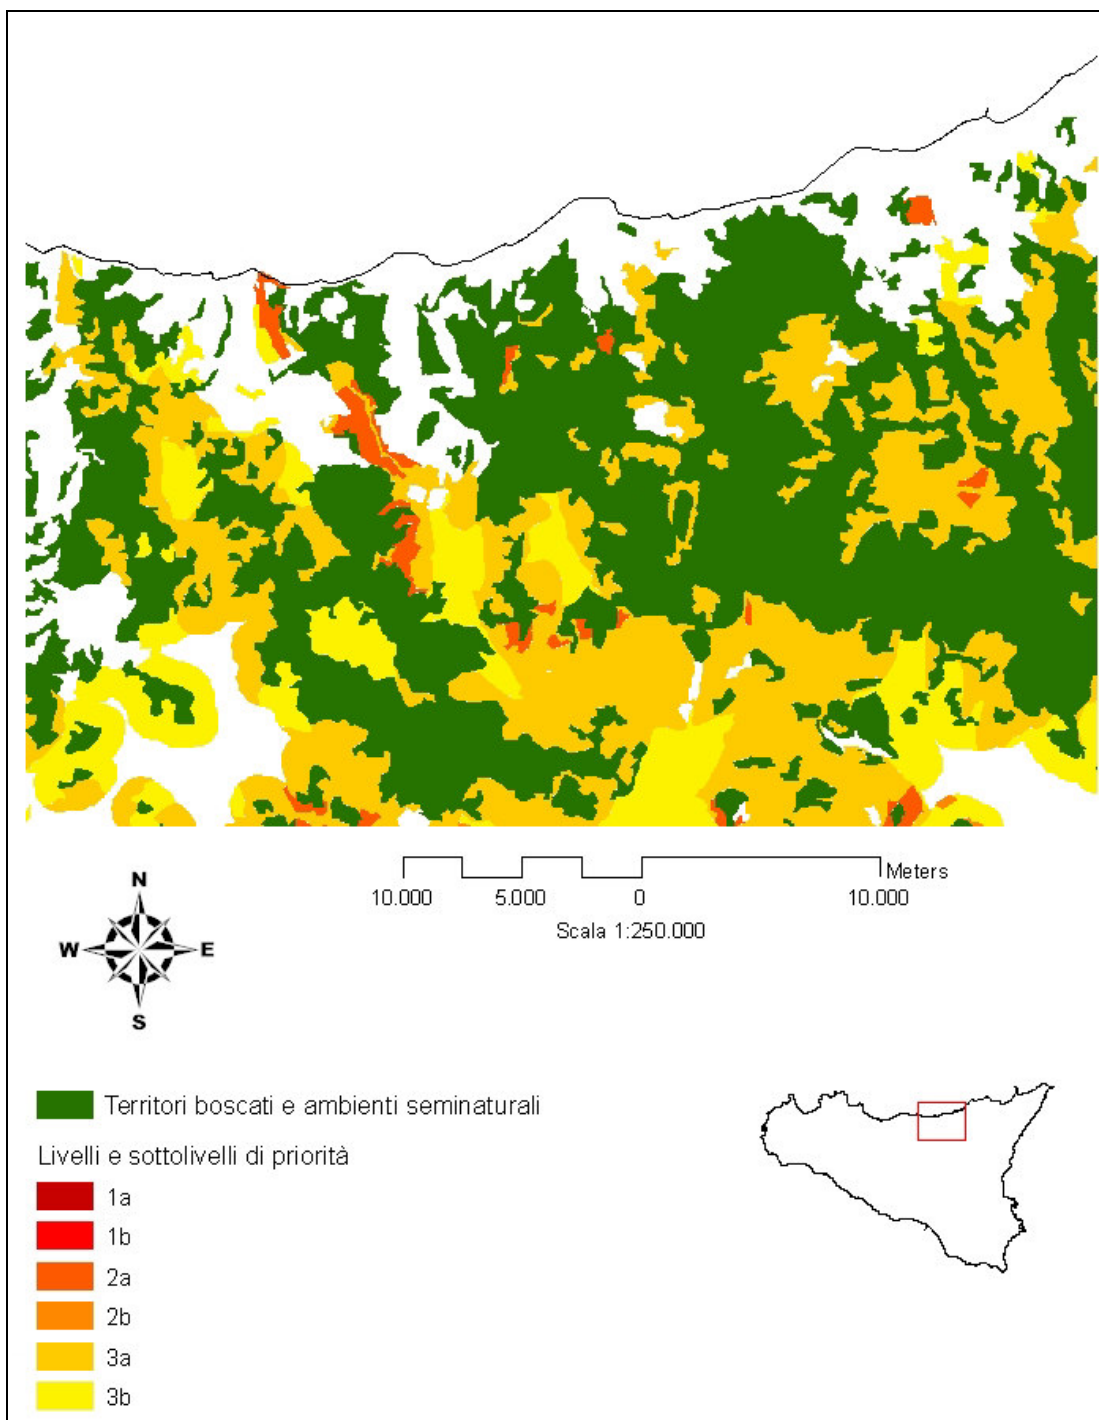 Meters
10.000 5.000 0 10.000
Scala 1:250.000
N
W E
S
Territori boscati e ambienti seminaturali
Livelli e sottolivelli di priorità
1a
1b
2a
2b
3a
3b